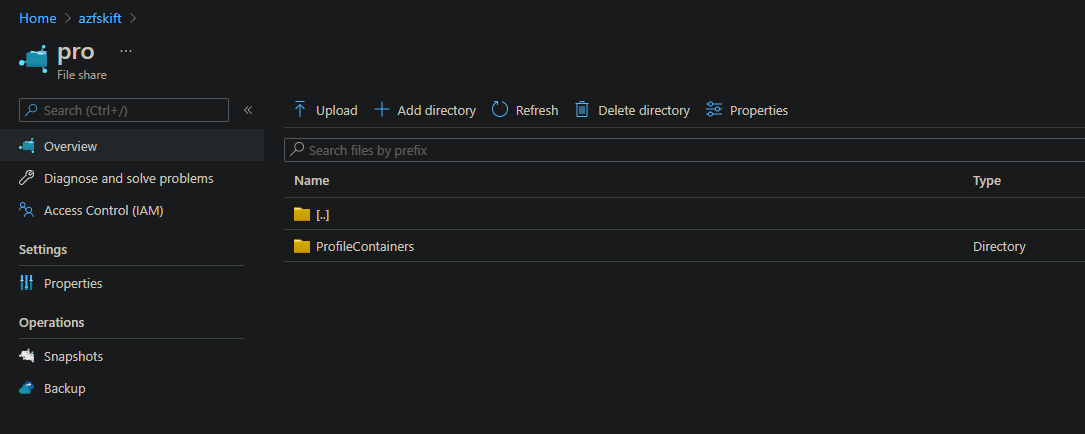 Home > azfskift >
pro ...
File share
Search (Ctrl+/) «
Overview
Diagnose and solve problems
Access Control (IAM)
Settings
Properties
Operations
Snapshots
Backup
Upload Add directory Refresh Delete directory Properties
Search files by prefix
Name Type
[..]
ProfileContainers Directory